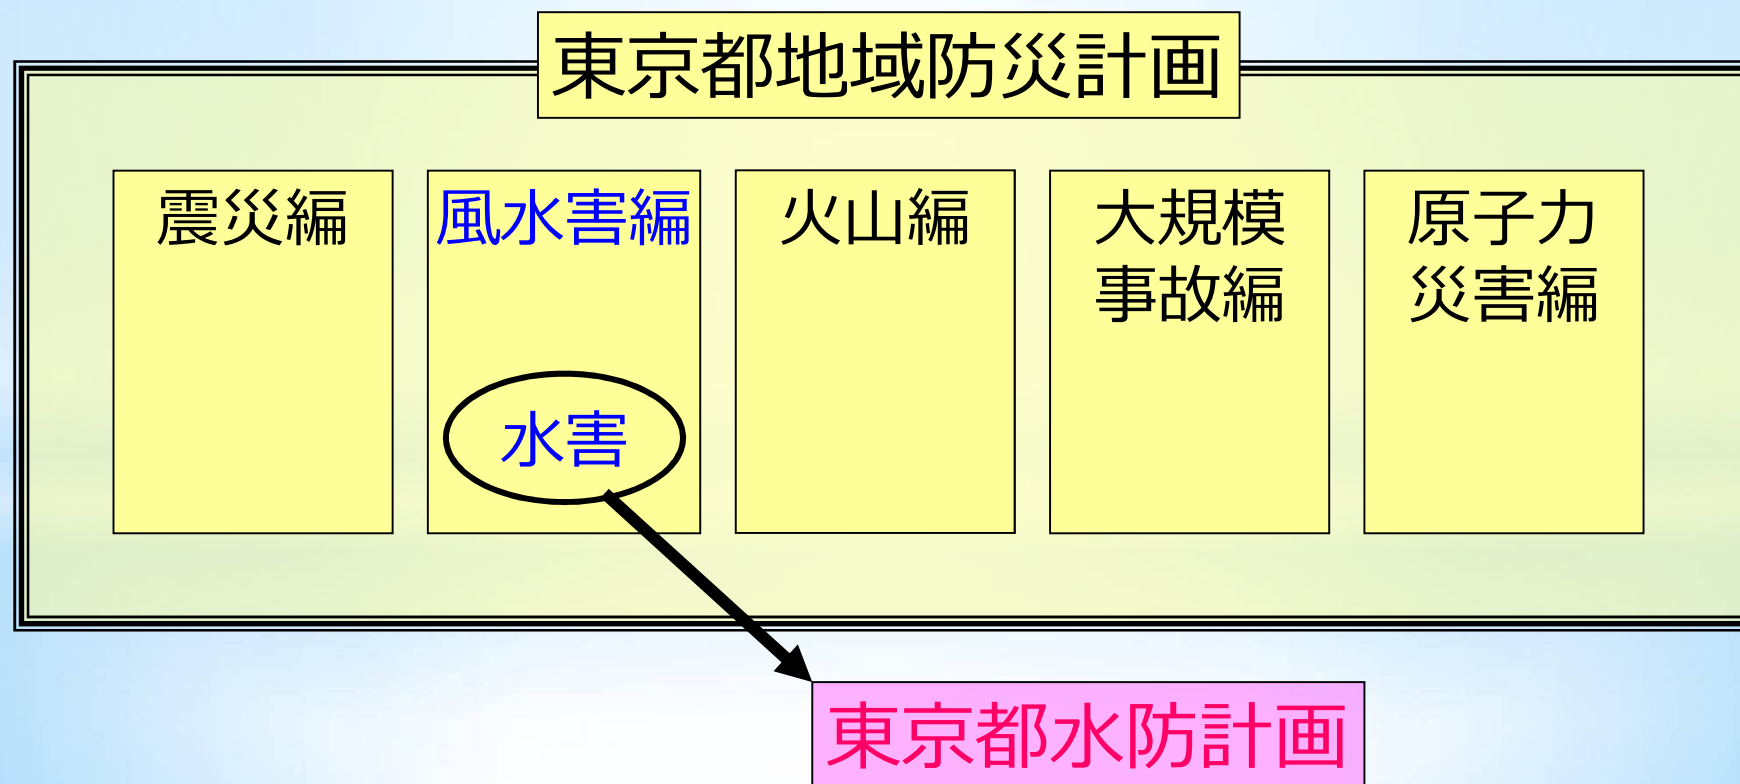 東京都地域防災計画
震災編
風水害編
水害
火山編
大規模
事故編
原子力
災害編
東京都水防計画